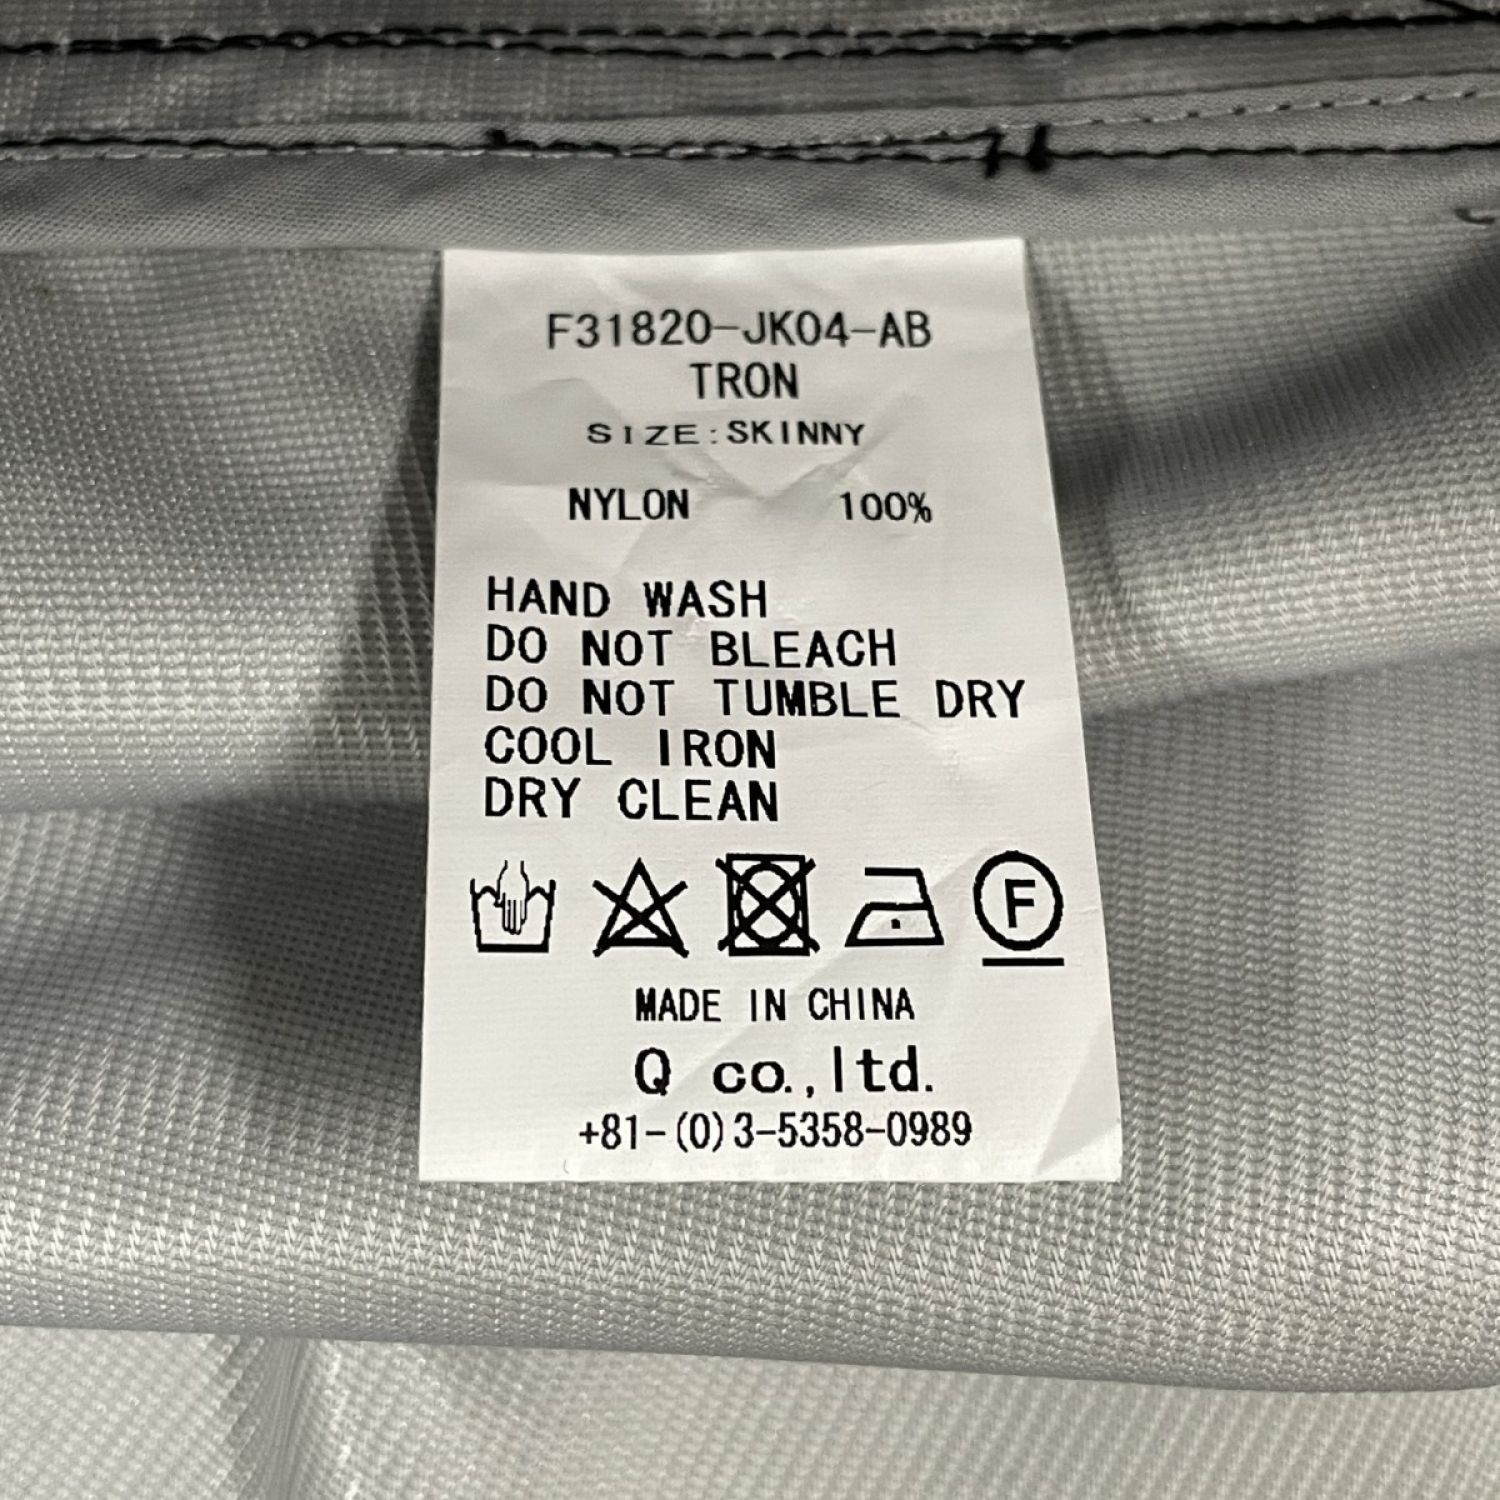 F31820-JK04-AB
TRON
SIZE:SKINNY
NYLON 100%
HAND WASH
DO NOT BLEACH
DO NOT TUMBLE DRY
COOL IRON
DRY CLEAN
F
MADE IN CHINA
Q co.,ltd.
+81-(0)3-5358-0989